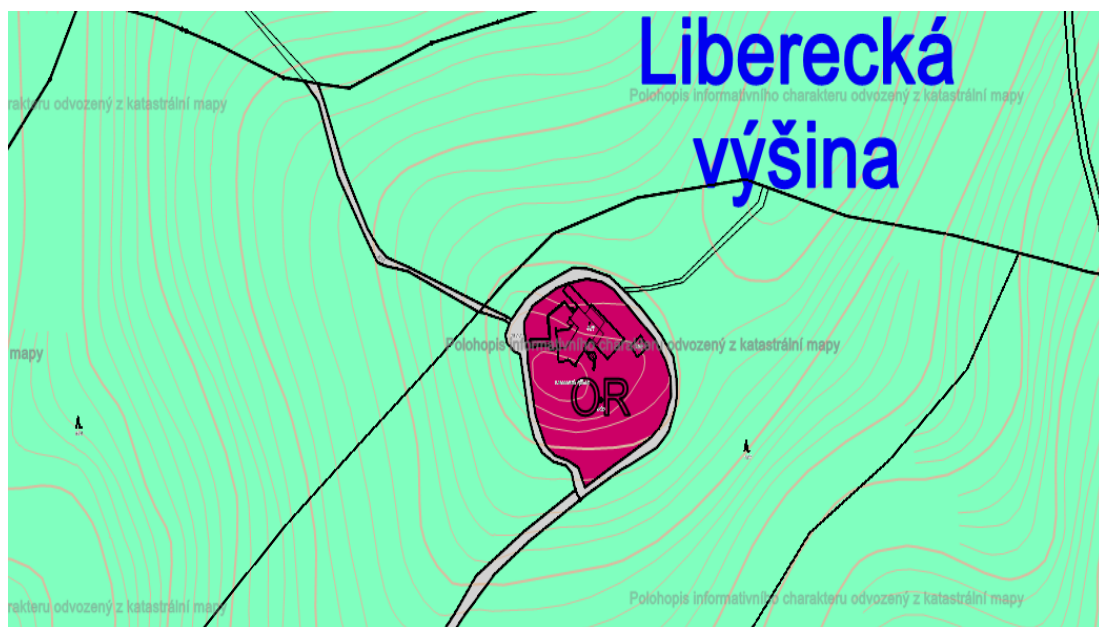 Liberecká
výšina
rakteru odvozený z katastrální mapy
Polohopis informativního charakteru odvozený z katastrální mapy
mapy
Polohopis informativního charakteru odvozený z katastrální mapy
OR
rakteru odvozený z katastrální mapy
Polohopis informativního charakteru odvozený z katastrální mapy